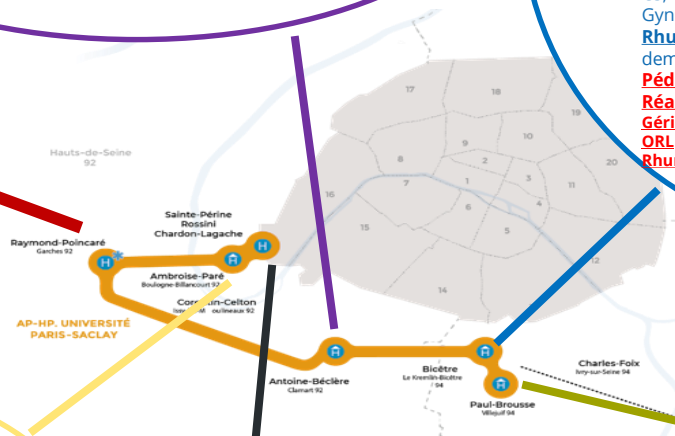 Gyn
Rhu
dem
Péd
Réa
Géri
ORL
Rhu
17
18
19
Hauts-de-Seine
92
9
10
8
2
20
7
1
3
11
16
6
4
15
5
12
14
Sainte-Périne
Rossini
Chardon-Lagache
Raymond-Poincaré
Garches 92
Ambroise-Paré
Boulogne-Billancourt 92
Cor in-Celton
Iss M oulineaux 92
AP-HP. UNIVERSITÉ
PARIS-SACLAY
Antoine-Béclère
Clamart 92
Bicêtre
Le Kremlin-Bicêtre
94
Charles-Foix
Ivry-sur-Seine 94
Paul-Brousse
Villejuif 94
H
H
H
H
H
H